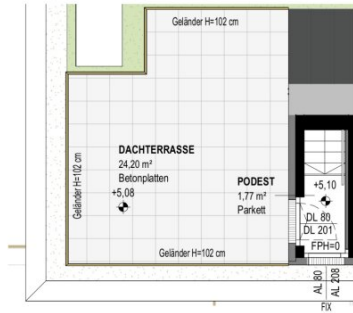 Geländer H=102 cm
Geländer H=102 cm
DACHTERRASSE
24,20 m²
Betonplatten
+5,08
PODEST
1,77 m²
Parkett
+5,10
DL 80
DL 201
FPH=0
Geländer H=102 cm
AL 80
AL 208
FIX